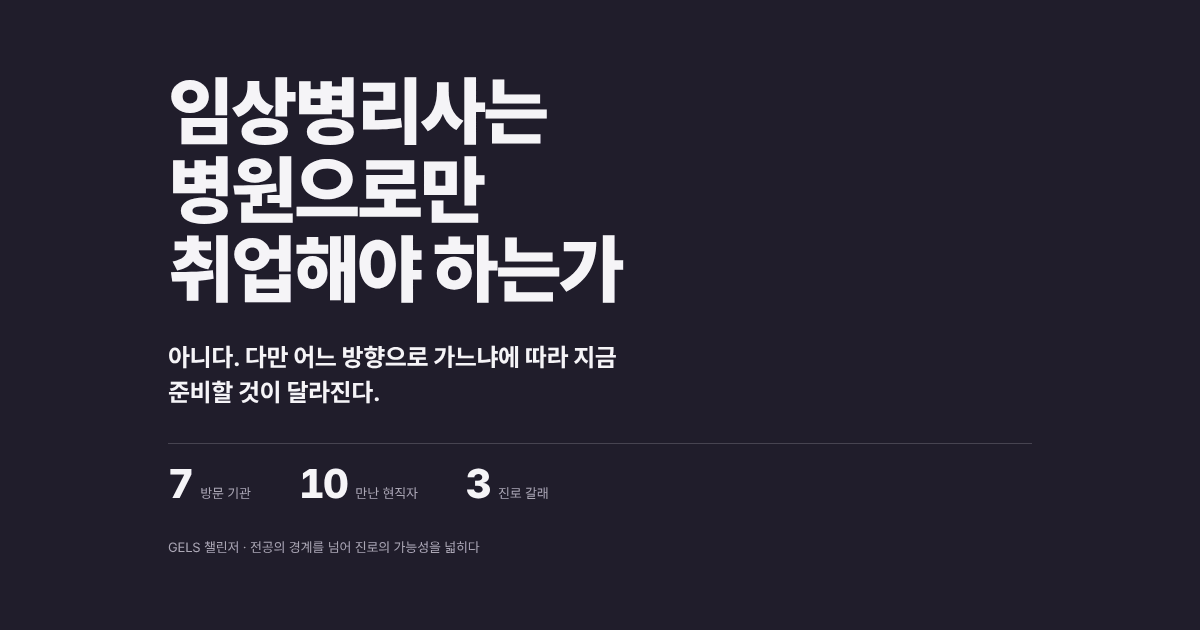 임상병리사는
병원으로만
취업해야 하는가
아니다. 다만 어느 방향으로 가느냐에 따라 지금
준비할 것이 달라진다.
7 방문 기관 10 만난 현직자 3 진로 갈래
GELS 챌린저 · 전공의 경계를 넘어 진로의 가능성을 넓히다